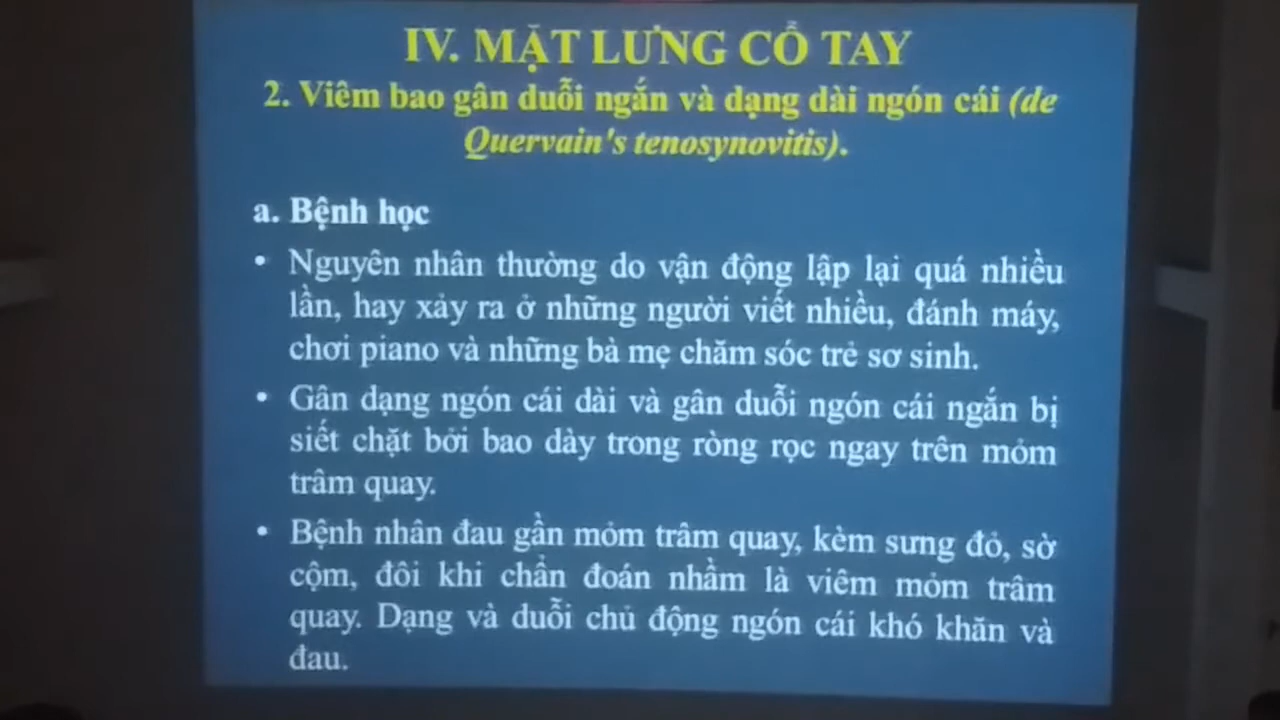 IV. MẶT LƯNG CỔ TAY
2. Viêm bao gân duỗi ngắn và dạng dài ngón cái (de
Quervain's tenosynovitis).
a. Bệnh học
• Nguyên nhân thường do vận động lập lại quá nhiều
lần, hay xảy ra ở những người viết nhiều, đánh máy,
chơi piano và những bà mẹ chăm sóc trẻ sơ sinh.
• Gân dạng ngón cái dài và gân duỗi ngón cái ngắn bị
siết chặt bởi bao dày trong ròng rọc ngay trên mỏm
trâm quay.
• Bệnh nhân đau gần mỏm trâm quay, kèm sưng đỏ, sờ
cộm, đôi khi chẩn đoán nhầm là viêm mỏm trâm
quay. Dạng và duỗi chủ động ngón cái khó khăn và
đau.